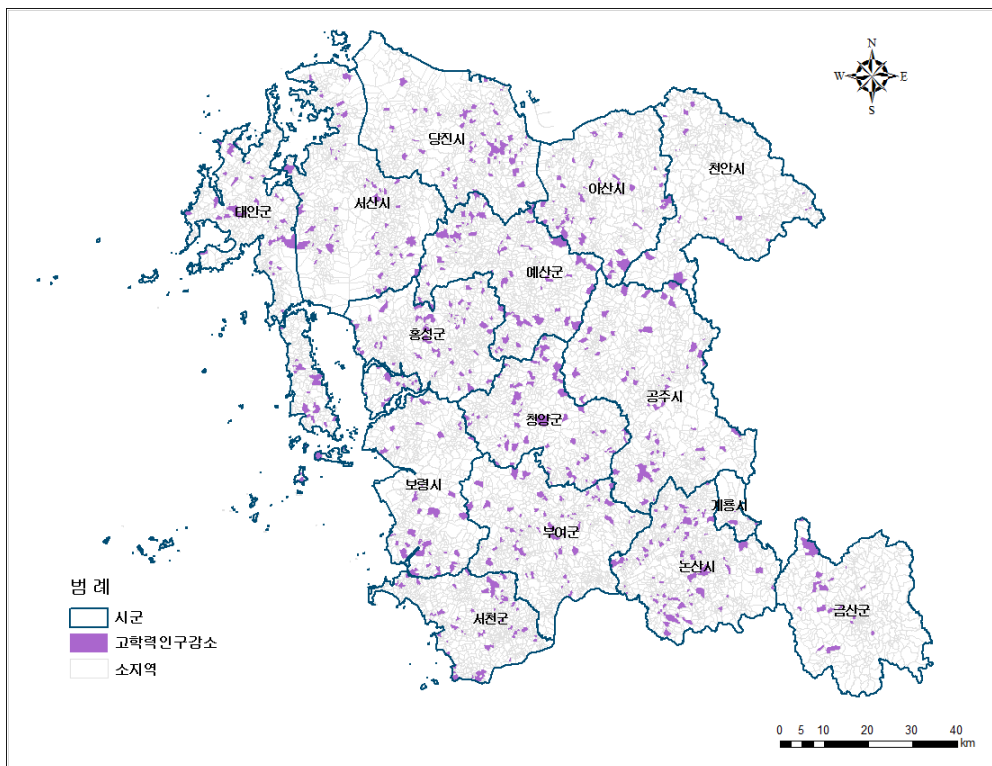 N
W E
S
당진시
아산시
천안시
태안군
서산시
예산군
홍성군
공주시
청양군
보령시
계룡시
부여군
논산시
서천군
금산군
범 례
시군
고학력인구감소
소지역
0 5 10 20 30 40
km